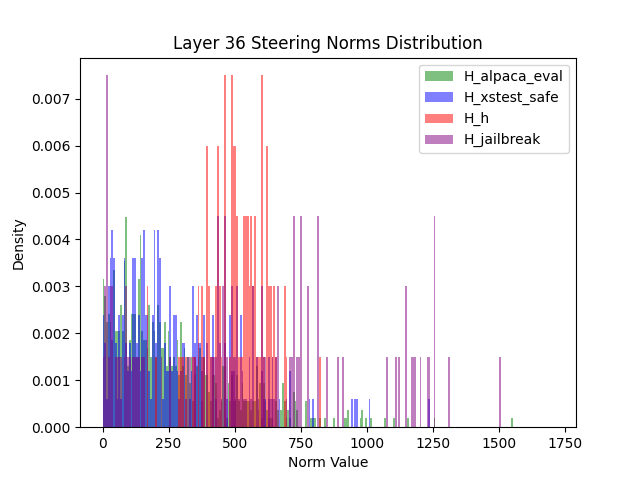 Layer 36 Steering Norms Distribution
H_alpaca_eval
H_xstest_safe
H_h
H_jailbreak
0.007
0.006
0.005
0.004
0.003
0.002
0.001
0.000
Density
0 250 500 750 1000 1250 1500 1750
Norm Value